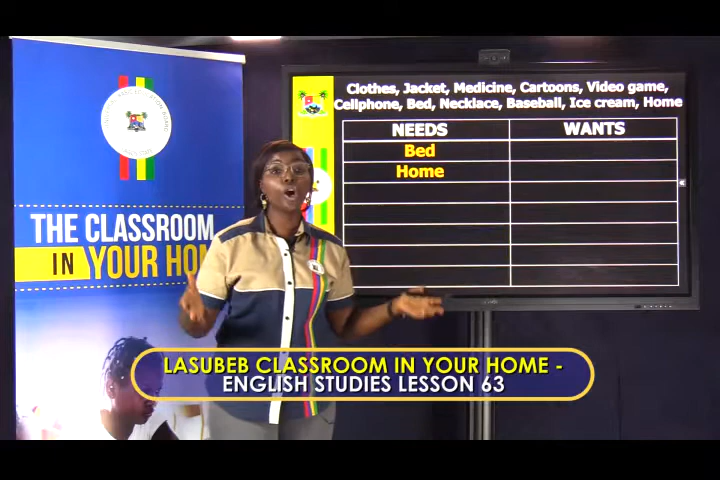 Clothes, Jacket, Medicine, Cartoons, Video game,
Cellphone, Bed, Necklace, Baseball, Ice cream, Home
NEEDS WANTS
Bed
Home
THE CLASSROOM
IN YOUR HOM
LASUBEB CLASSROOM IN YOUR HOME -
ENGLISH STUDIES LESSON 63